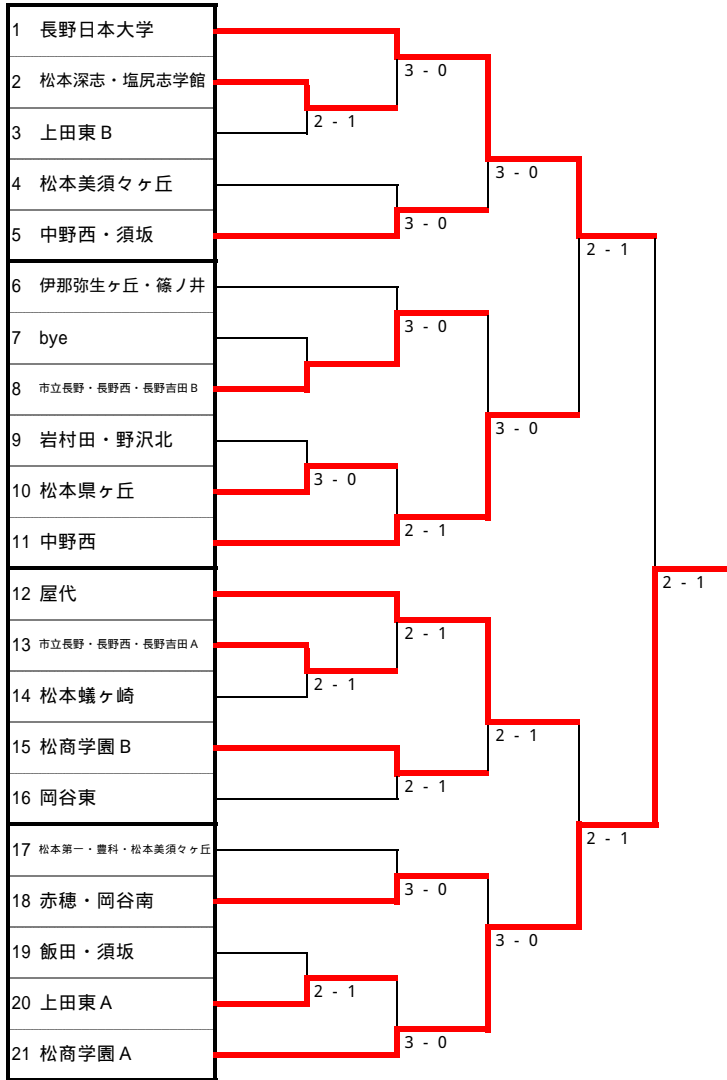 1 長野日本大学
2 松本深志・塩尻志学館
3 上田東Ｂ
4 松本美須々ヶ丘
5 中野西・須坂
6 伊那弥生ヶ丘・篠ノ井
7 bye
8 市立長野・長野西・長野吉田Ｂ
9 岩村田・野沢北
10 松本県ヶ丘
11 中野西
12 屋代
13 市立長野・長野西・長野吉田Ａ
14 松本蟻ヶ崎
15 松商学園Ｂ
16 岡谷東
17 松本第一・豊科・松本美須々ヶ丘
18 赤穂・岡谷南
19 飯田・須坂
20 上田東Ａ
21 松商学園Ａ
2 - 1
3 - 0
2 - 1
2 - 1
3 - 0
3 - 0
3 - 0
2 - 1
2 - 1
2 - 1
3 - 0
3 - 0
3 - 0
3 - 0
2 - 1
3 - 0
2 - 1
2 - 1
2 - 1